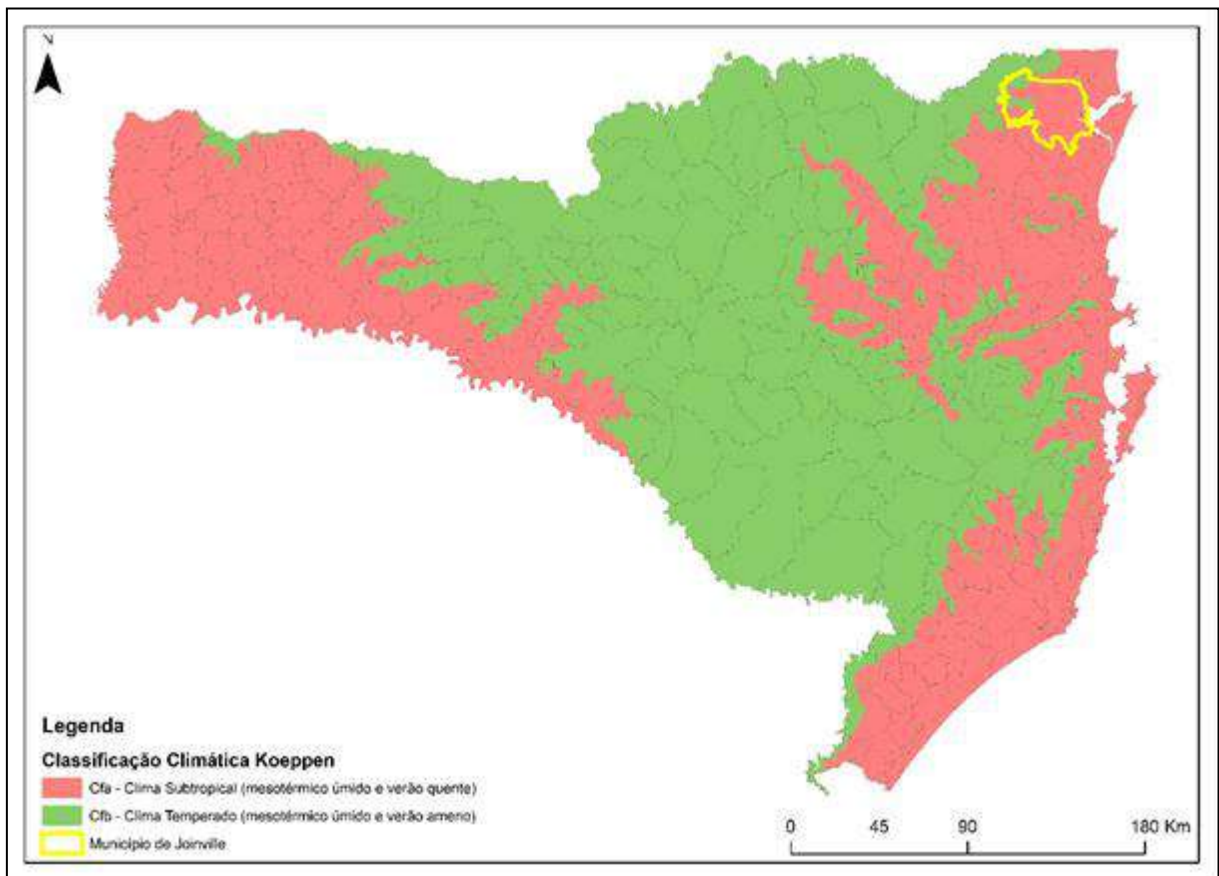 N
Legenda
Classificação Climática Koeppen
Cfa - Clima Subtropical (mesotérmico úmido e verão quente)
Cfb - Clima Temperado (mesotérmico úmido e verão ameno)
Município de Joinville
0 45 90 180 Km